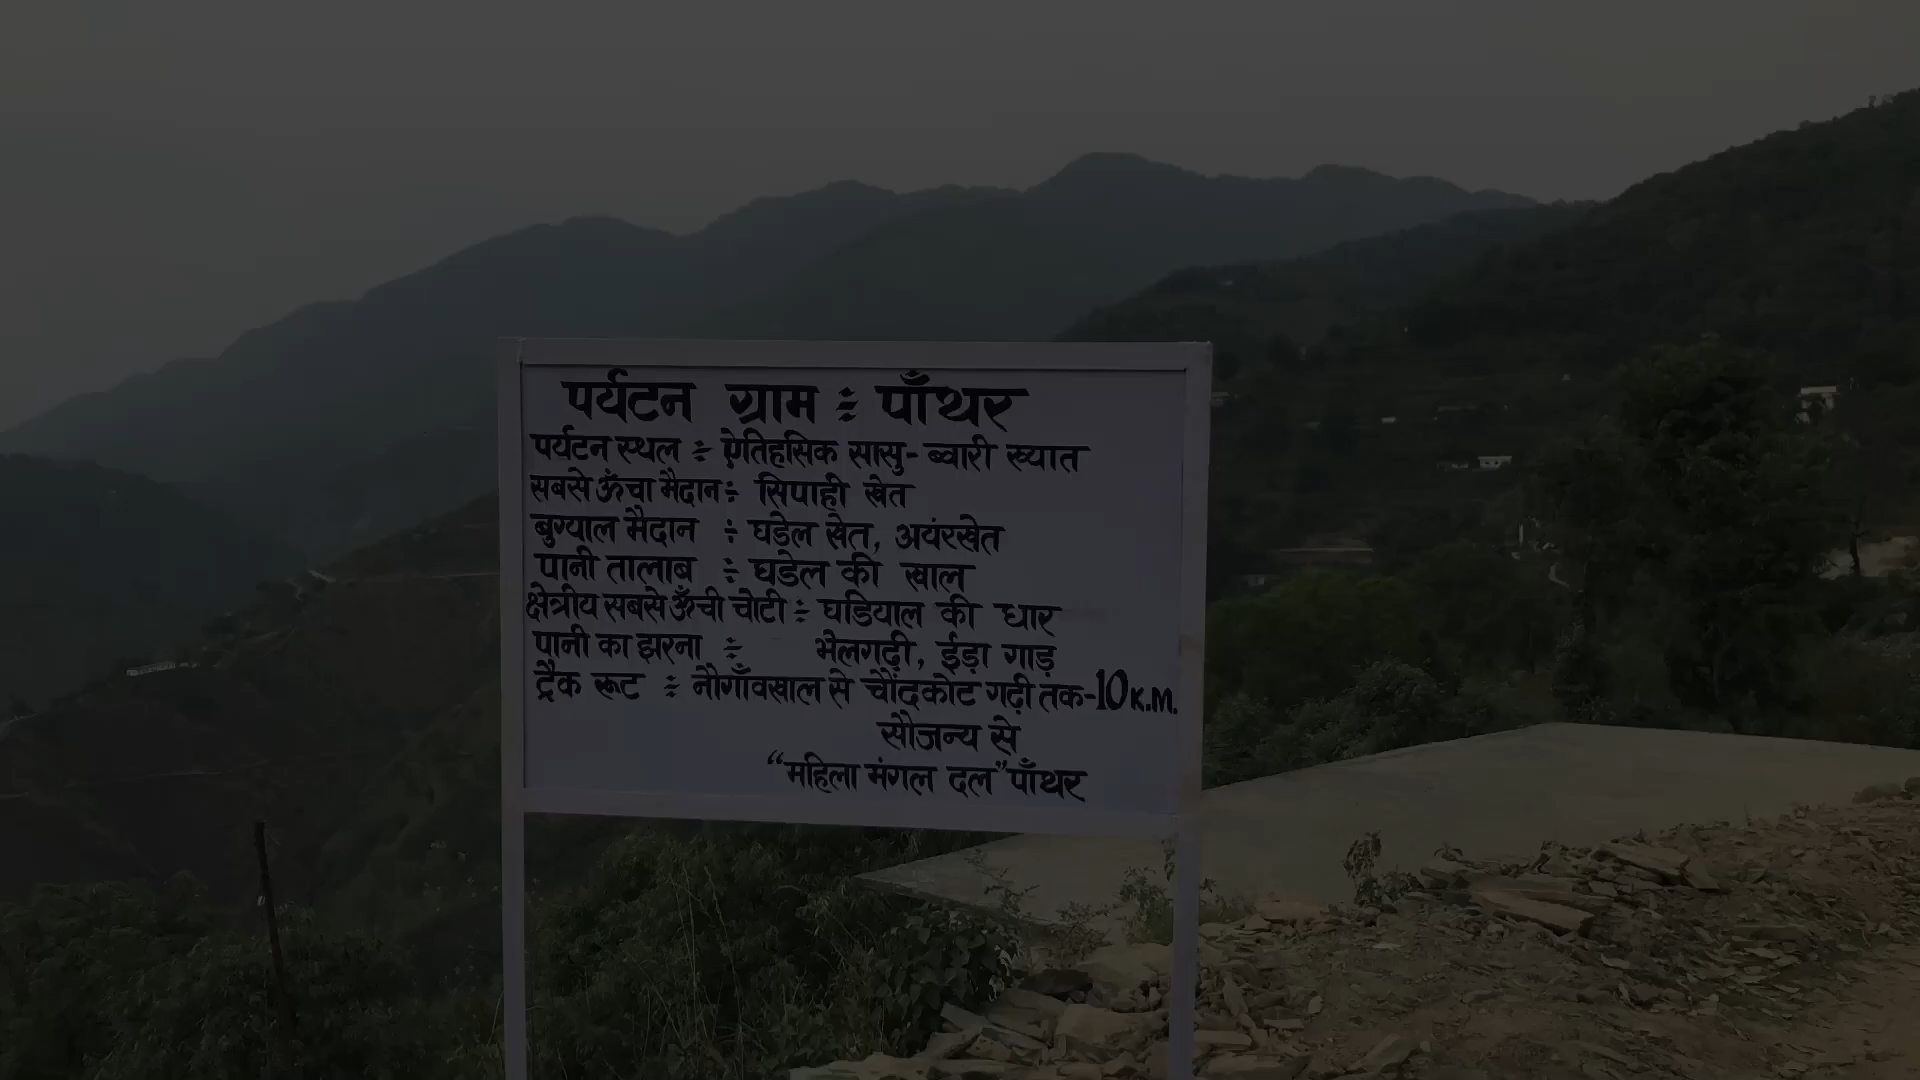 पर्यटन ग्राम ÷ पाँथर
पर्यटन स्थल ÷ ऐतिहसिक सासु-ब्वारी ख्यात
सबसे ऊँचा मैदान ÷ सिपाही खेत
बुग्याल मैदान ÷ घडेल खेत, अयंरखेत
पानी तालाब ÷ घडेल की खाल
क्षेत्रीय सबसे ऊँची चोटी ÷ घडियाल की धार
पानी का झरना ÷ भेलगढ़ी, ईड़ा गाड़
ट्रैक रूट ÷ नौगाँवखाल से चौंदकोट गढ़ी तक-10 K.M.
सौजन्य से
“महिला मंगल दल” पाँथर